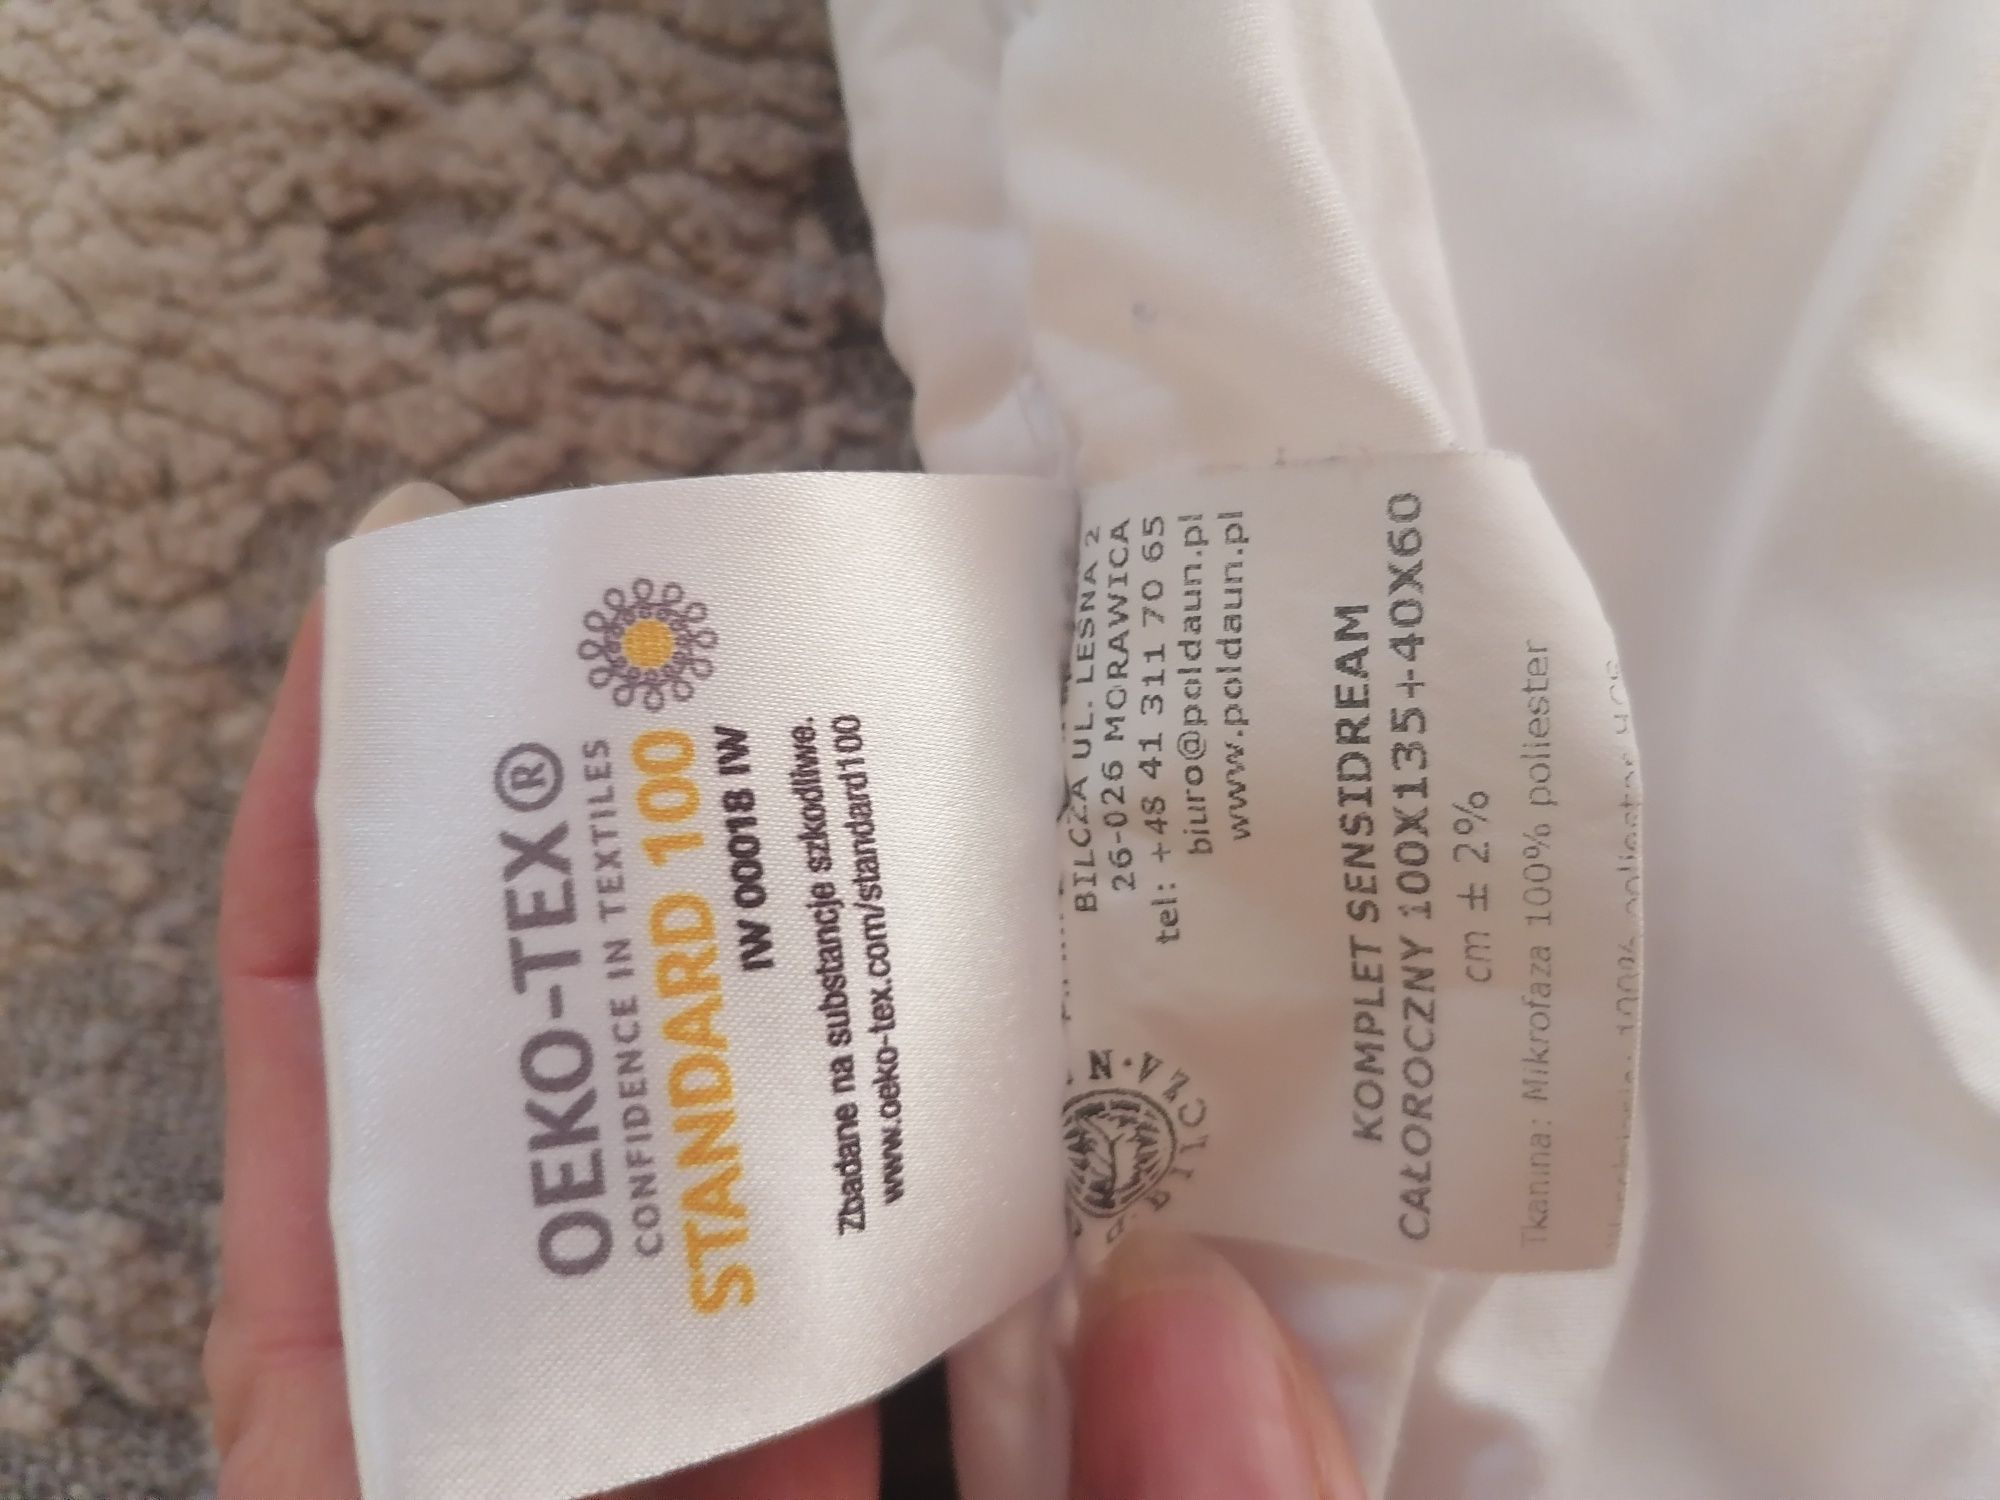 OEKO-TEX®
CONFIDENCE IN TEXTILES
STANDARD 100
IW 00018 IW
Zbadane na substancje szkodliwe.
www.oeko-tex.com/standard100
BILCZA UL. LEŚNA 2
26-026 MORAWICA
tel: +48 41 311 70 65
biuro@poldaun.pl
www.poldaun.pl
KOMPLET SENSIDREAM
CAŁOROCZNY 100X135+40X60
cm ± 2%
Tkanina: Mikrofaza 100% poliester